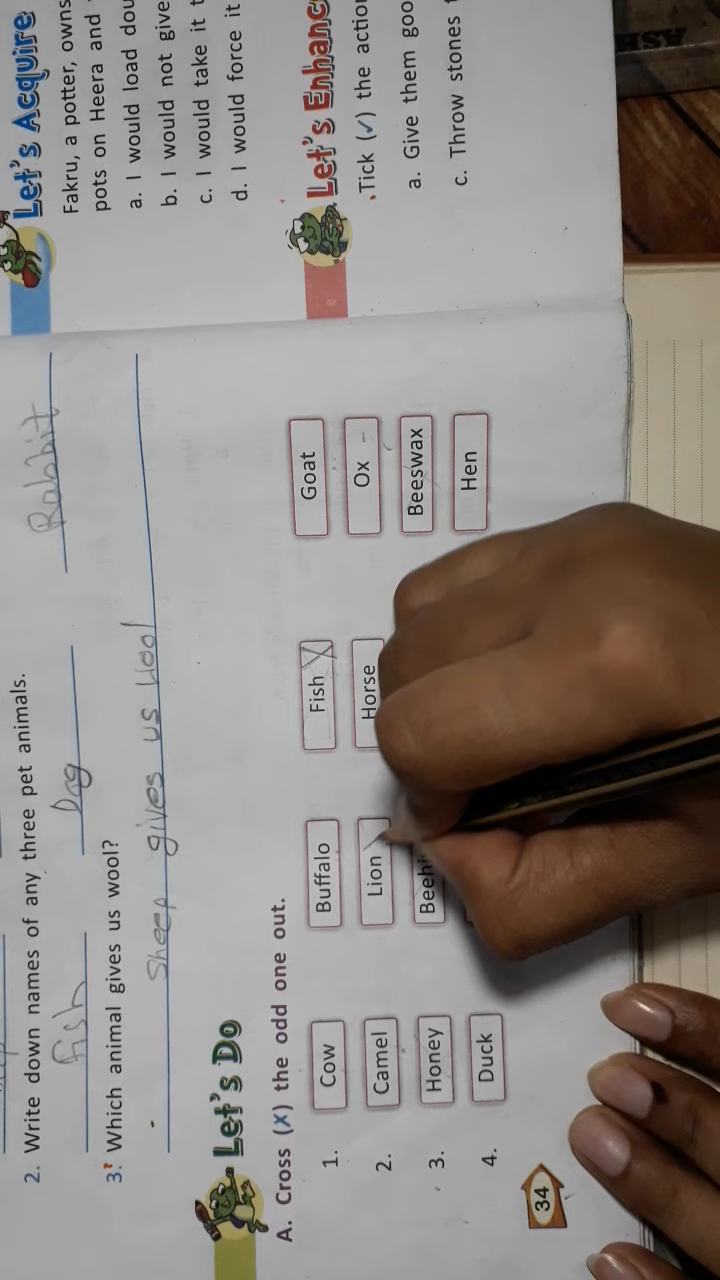 2. Write down names of any three pet animals.
Fish Dog Rabbit
3. Which animal gives us wool?
Sheep gives us wool
Let's Do
A. Cross (X) the odd one out.
1. Cow Buffalo Fish X Goat
2. Camel Lion Horse Ox
3. Honey Beehi Beeswax
4. Duck Hen
34
Let's Acquire
Fakru, a potter, owns
pots on Heera and
a. I would load dou
b. I would not give
c. I would take it t
d. I would force it
Let's Enhanc
Tick (✓) the action
a. Give them goo
c. Throw stones